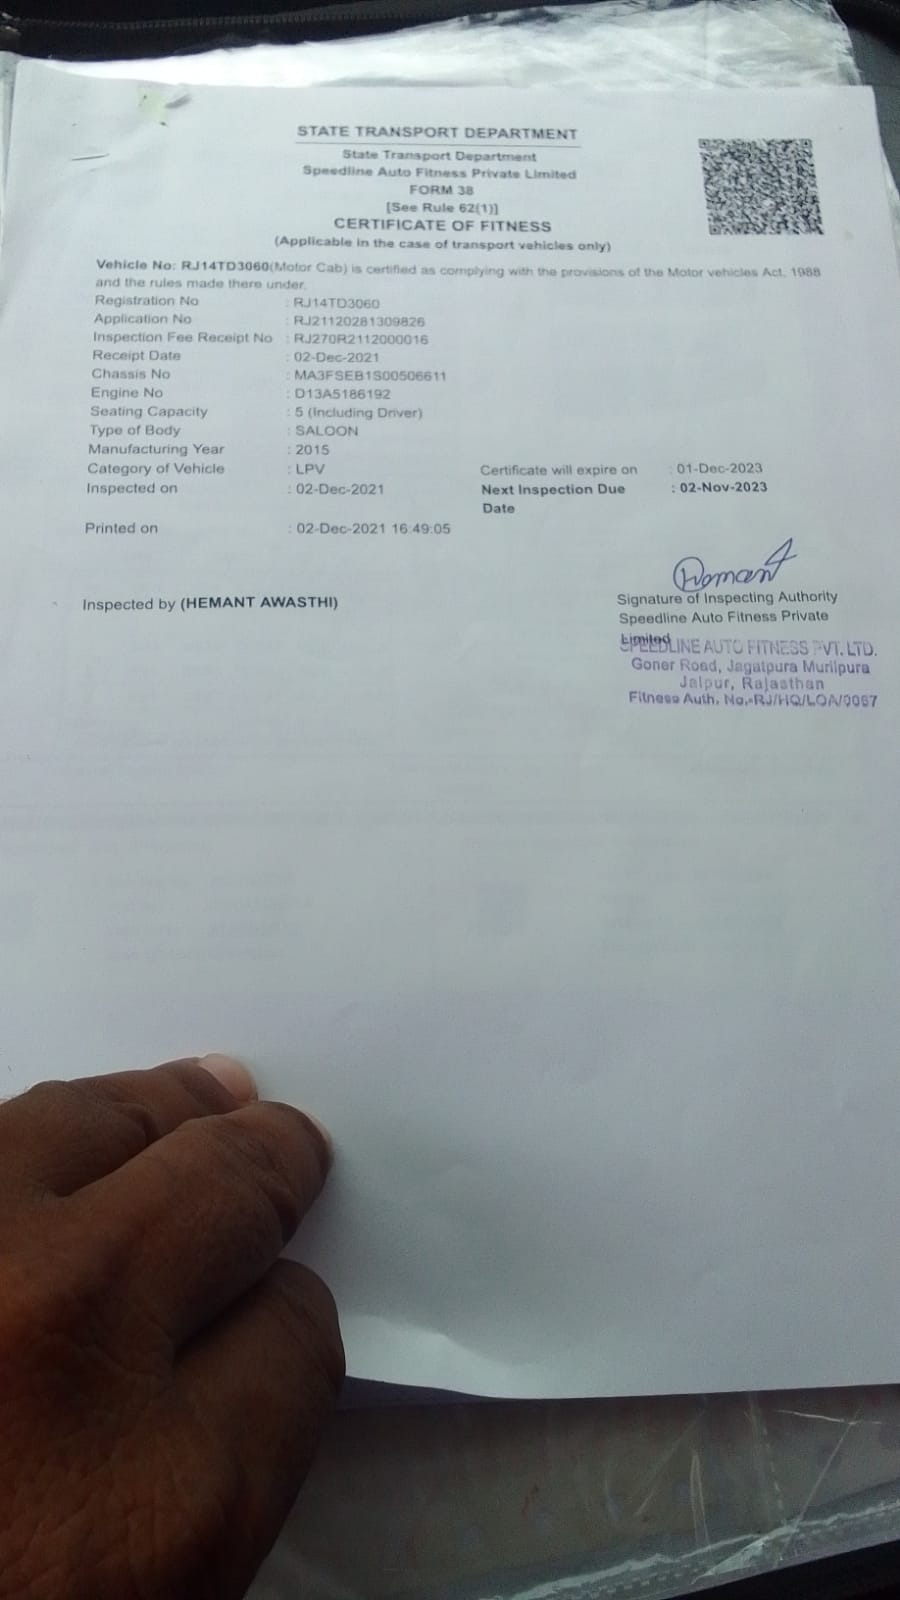 STATE TRANSPORT DEPARTMENT
State Transport Department
Speedline Auto Fitness Private Limited
FORM 38
[See Rule 62(1)]
CERTIFICATE OF FITNESS
(Applicable in the case of transport vehicles only)
Vehicle No: RJ14TD3060(Motor Cab) is certified as complying with the provisions of the Motor vehicles Act, 1988
and the rules made there under.
Registration No : RJ14TD3060
Application No : RJ21120281309826
Inspection Fee Receipt No : RJ270R2112000016
Receipt Date : 02-Dec-2021
Chassis No : MA3FSEB1S00506611
Engine No : D13A5186192
Seating Capacity : 5 (Including Driver)
Type of Body : SALOON
Manufacturing Year : 2015
Category of Vehicle : LPV Certificate will expire on : 01-Dec-2023
Inspected on : 02-Dec-2021 Next Inspection Due : 02-Nov-2023
Date
Printed on : 02-Dec-2021 16:49:05
Hemant
Inspected by (HEMANT AWASTHI) Signature of Inspecting Authority
Speedline Auto Fitness Private
Limited
SPEEDLINE AUTO FITNESS PVT. LTD.
Goner Road, Jagatpura Murlipura
Jaipur, Rajasthan
Fitness Auth. No.-RJ/HQ/LOA/0067